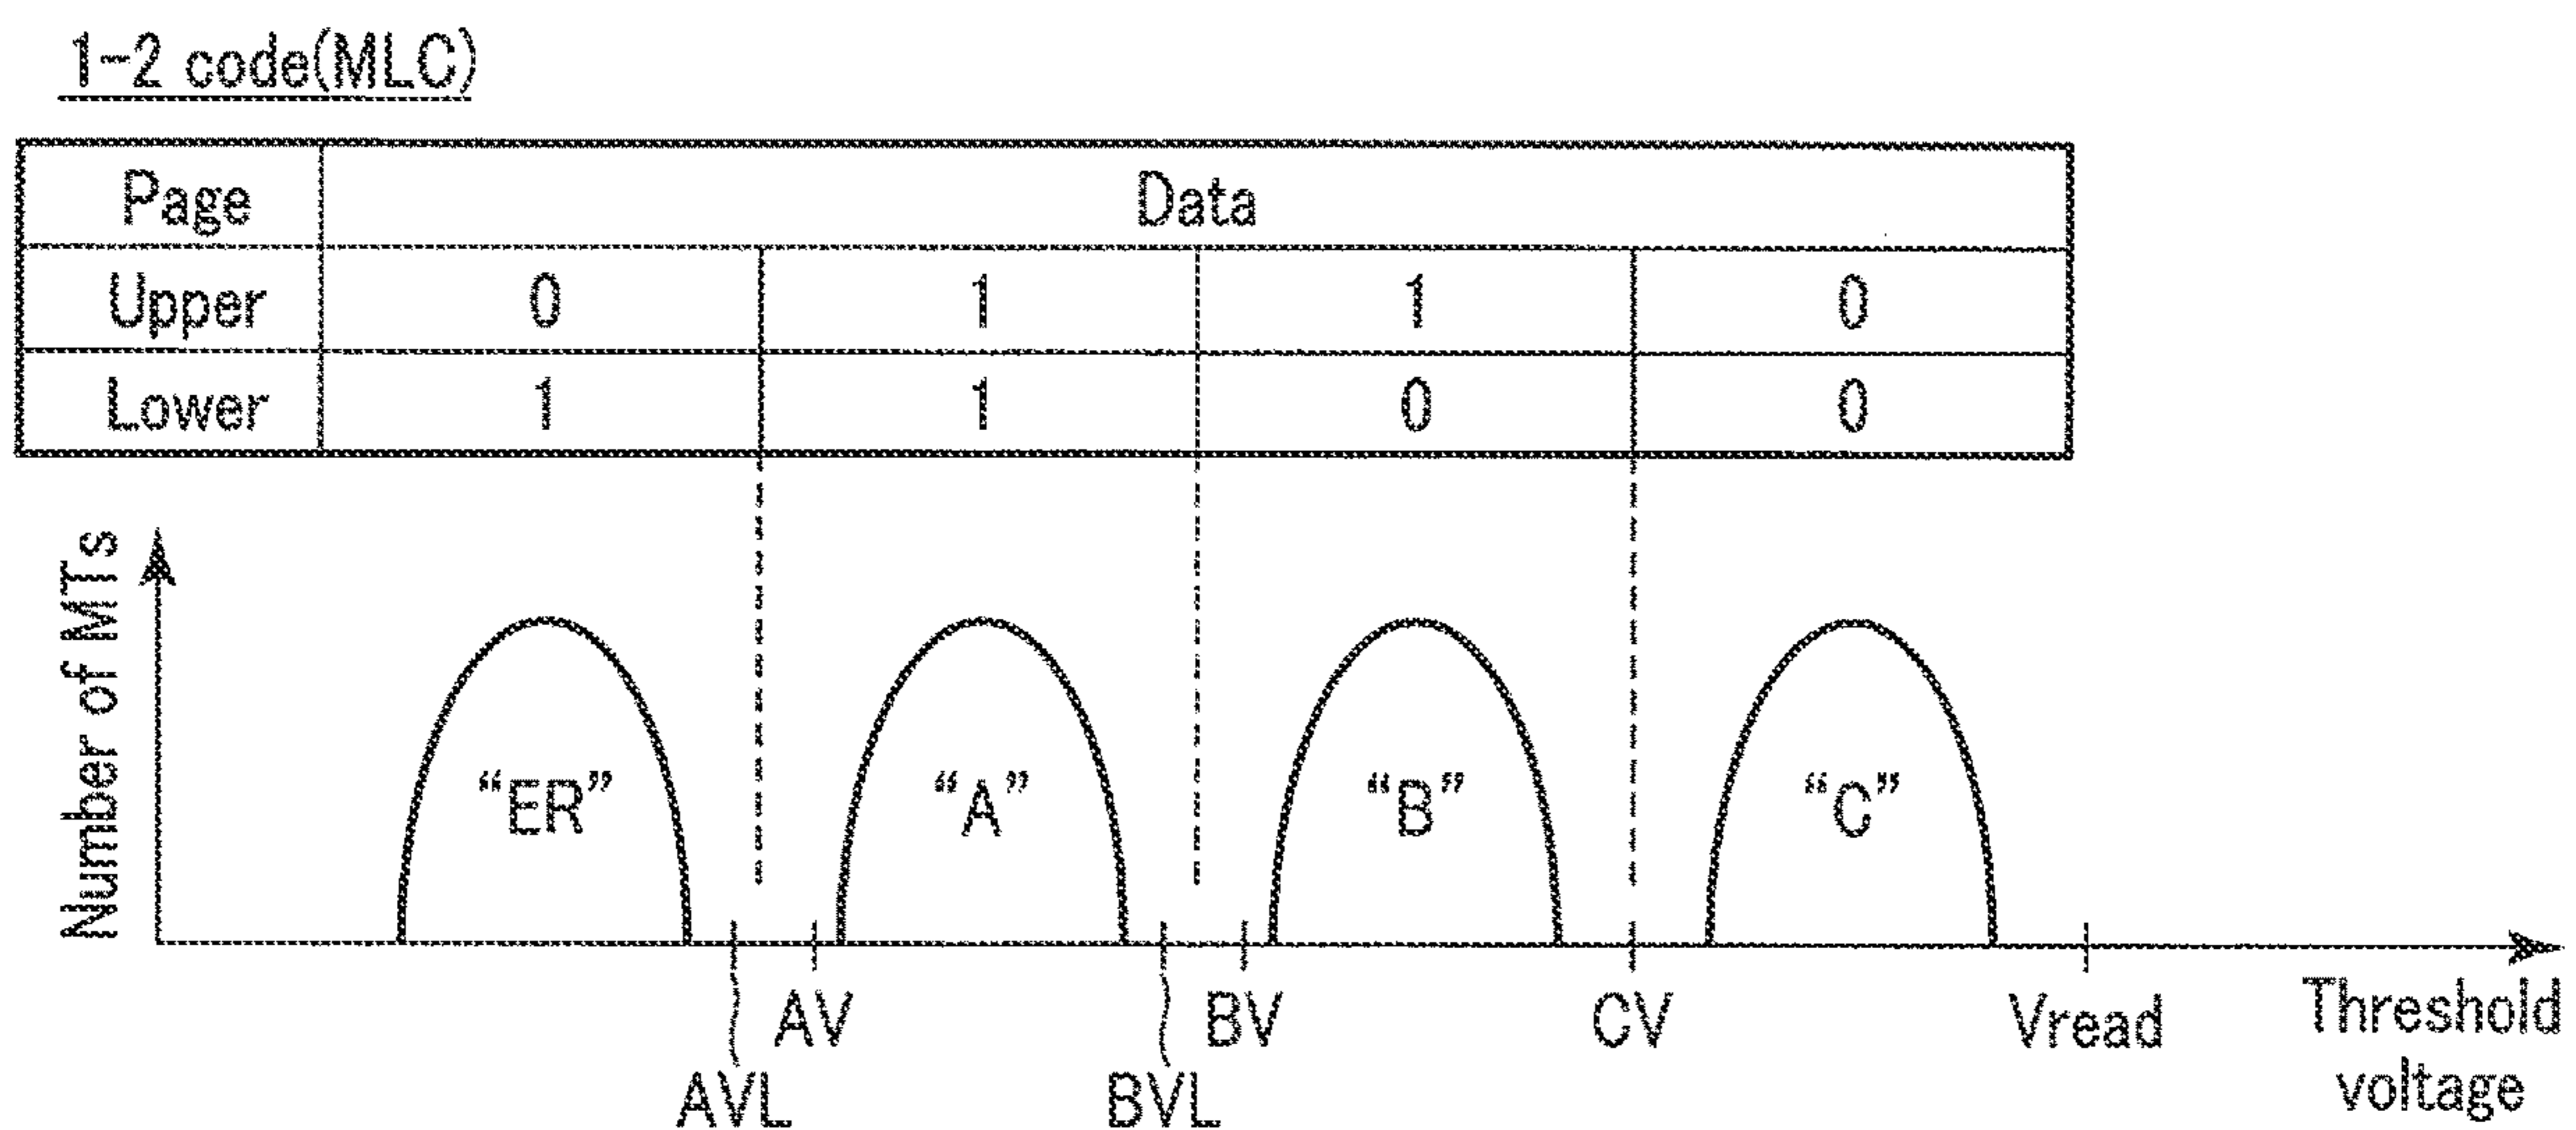 1-2 code(MLC)
Page Data
Upper 0 1 1 0
Lower 1 1 0 0
Number of MTs
“ER” “A” “B” “C”
AV BV CV Vread Threshold
voltage
AVL BVL